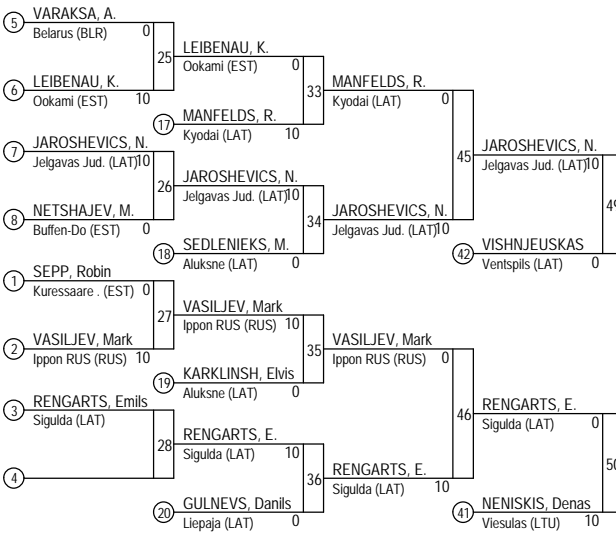 5 VARAKSA, A.
Belarus (BLR) 0
25
LEIBENAU, K.
Ookami (EST) 0
6 LEIBENAU, K.
Ookami (EST) 10
33
MANFELDS, R.
Kyodai (LAT) 0
17 MANFELDS, R.
Kyodai (LAT) 10
7 JAROSHEVICS, N.
Jelgavas Jud. (LAT)10
45
JAROSHEVICS, N.
Jelgavas Jud. (LAT)10
26
JAROSHEVICS, N.
Jelgavas Jud. (LAT)10
8 NETSHAJEV, M.
Buffen-Do (EST) 0
34
JAROSHEVICS, N.
Jelgavas Jud. (LAT)10
49
18 SEDLENIEKS, M.
Aluksne (LAT) 0
42 VISHNJEUSKAS
Ventspils (LAT) 0
1 SEPP, Robin
Kuressaare . (EST) 0
27
VASILJEV, Mark
Ippon RUS (RUS) 10
2 VASILJEV, Mark
Ippon RUS (RUS) 10
35
VASILJEV, Mark
Ippon RUS (RUS) 0
19 KARKLINSH, Elvis
Aluksne (LAT) 0
3 RENGARTS, Emils
Sigulda (LAT)
46
RENGARTS, E.
Sigulda (LAT) 0
28
RENGARTS, E.
Sigulda (LAT) 10
4
36
RENGARTS, E.
Sigulda (LAT) 10
50
20 GULNEVS, Danils
Liepaja (LAT) 0
41 NENISKIS, Denas
Viesulas (LTU) 10